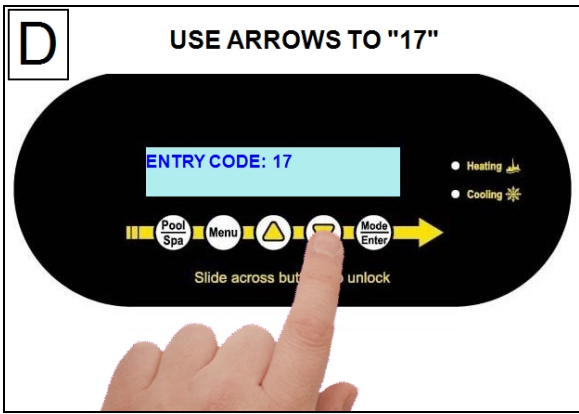 D
USE ARROWS TO "17"
ENTRY CODE: 17
Heating
Cooling
Pool
Spa
Menu
Mode
Enter
Slide across but unlock